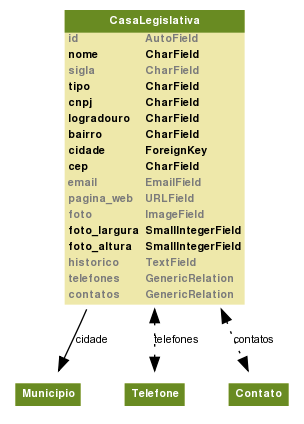 CasaLegislativa
id AutoField
nome CharField
sigla CharField
tipo CharField
cnpj CharField
logradouro CharField
bairro CharField
cidade ForeignKey
cep CharField
email EmailField
pagina_web URLField
foto ImageField
foto_largura SmallIntegerField
foto_altura SmallIntegerField
historico TextField
telefones GenericRelation
contatos GenericRelation
cidade telefones contatos
Municipio Telefone Contato